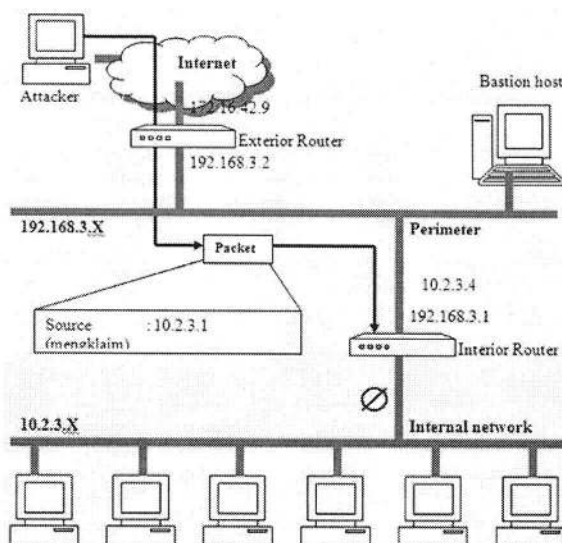 Internet
Attacker
Bastion host
172.16.42.9
Exterior Router
192.168.3.2
192.168.3.X
Perimeter
Packet
10.2.3.4
Source : 10.2.3.1
(mengklaim)
192.168.3.1
Interior Router
10.2.3.X
Internal network